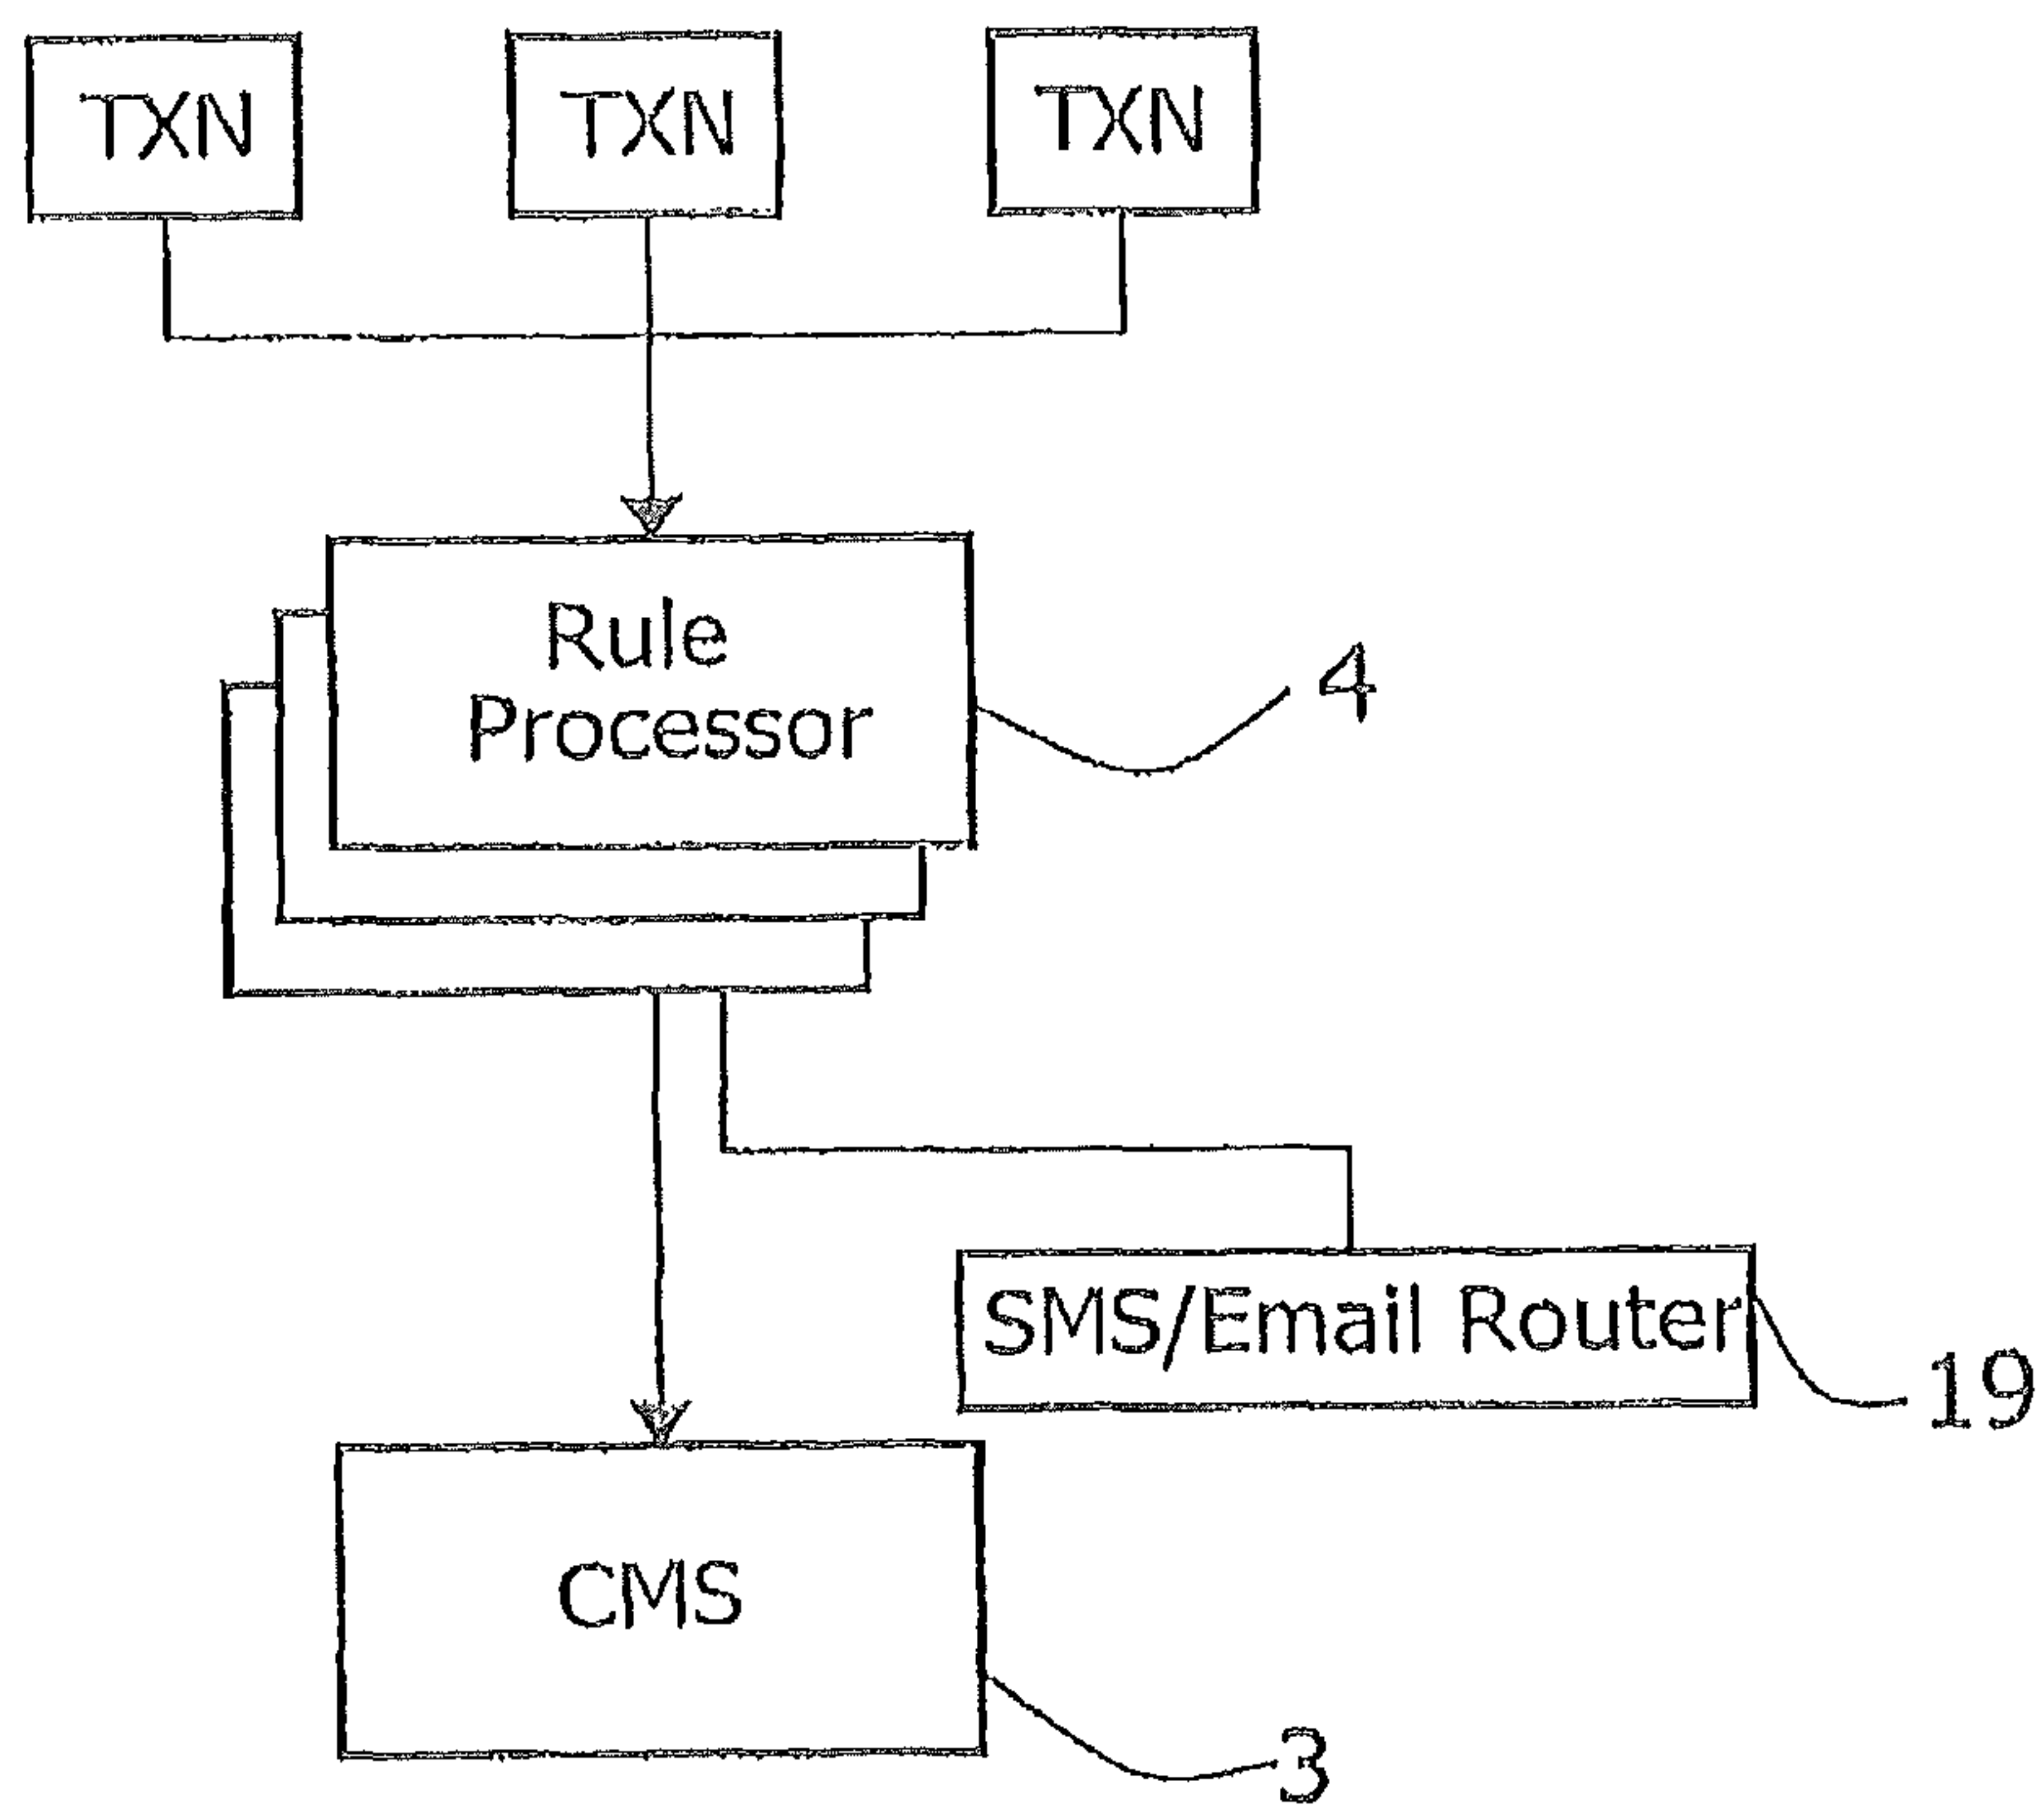 TXN
TXN
TXN
Rule
Processor
4
SMS/Email Router
19
CMS
3